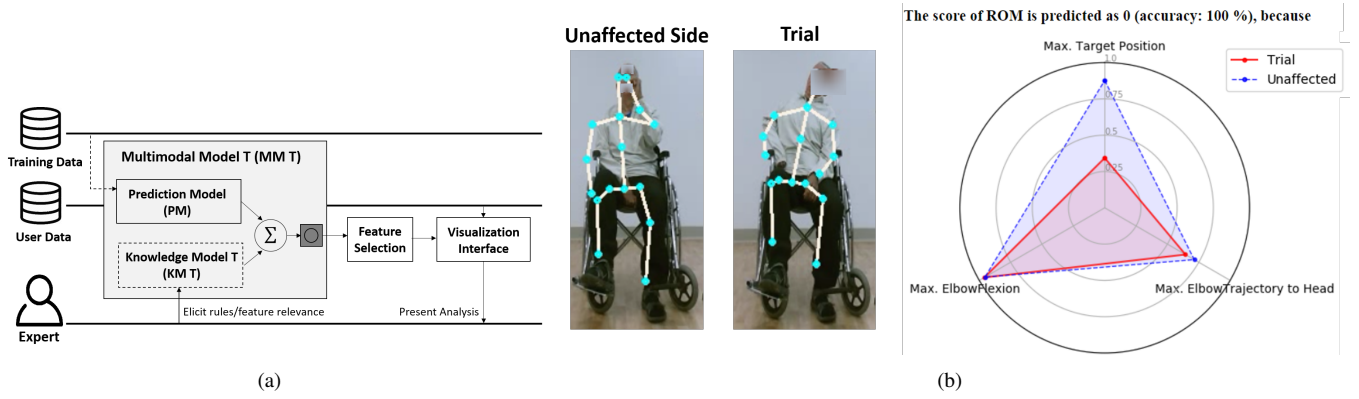 Training Data
User Data
Expert
Multimodal Model T (MM T)
Prediction Model
(PM)
Knowledge Model T
(KM T)
Σ
Feature
Selection
Visualization
Interface
Elicit rules/feature relevance
Present Analysis
(a)
Unaffected Side
Trial
The score of ROM is predicted as 0 (accuracy: 100 %), because
Max. Target Position
1.0
0.75
0.5
0.25
Trial
Unaffected
Max. ElbowFlexion
Max. ElbowTrajectory to Head
(b)